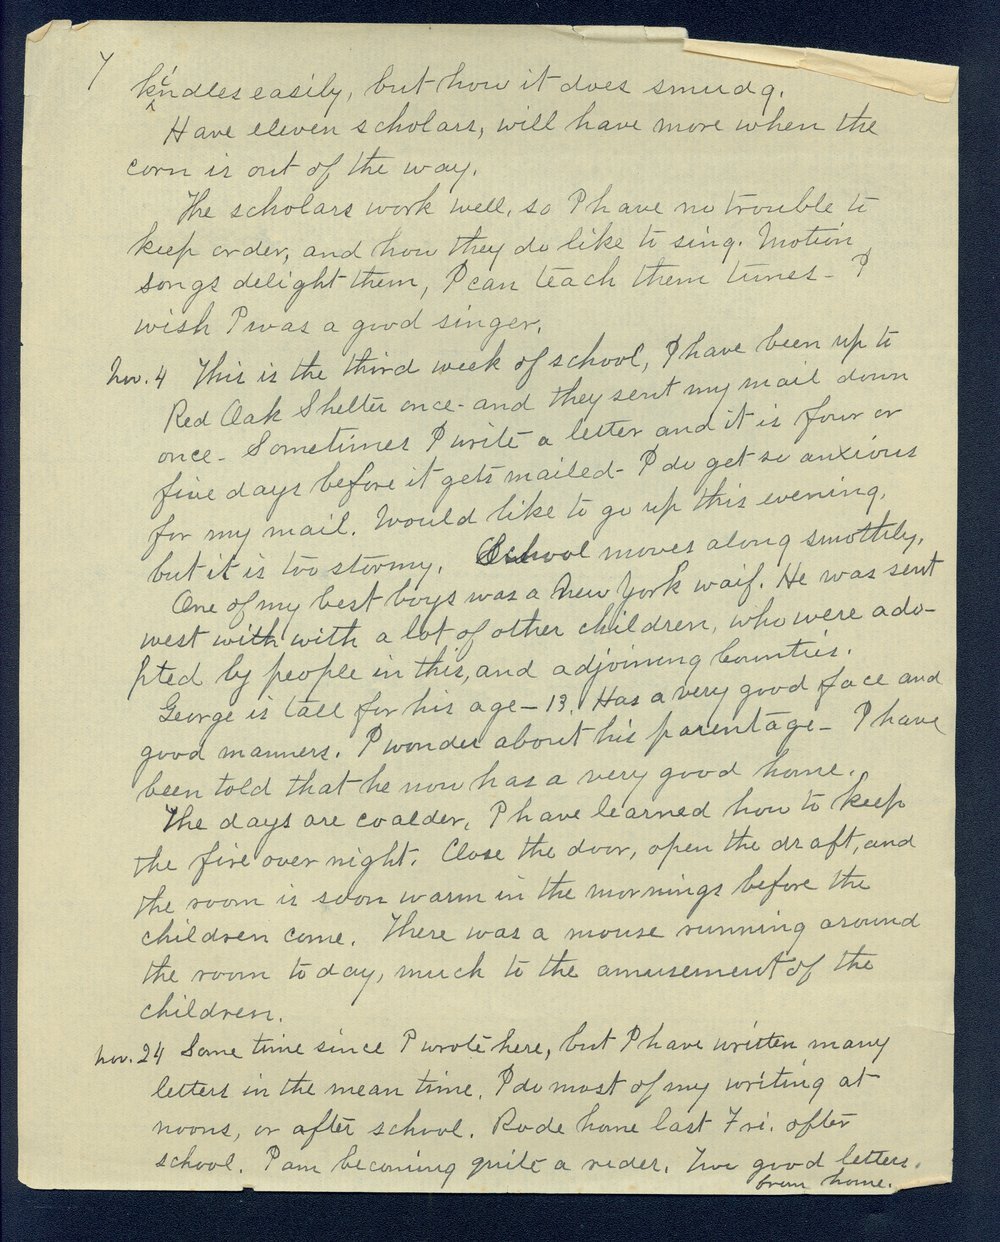 7
kindles easily, but how it does smudg.
Have eleven scholars, will have more when the
corn is out of the way.
The scholars work well, so I have no trouble to
keep order, and how they do like to sing. Motion
songs delight them, I can teach them tunes - I
wish I was a good singer.
Nov. 4 This is the third week of school, I have been up to
Red Oak Shelter once - and they sent my mail down
once - Sometimes I write a letter and it is four or
five days before it gets mailed - I do get so anxious
for my mail. Would like to go up this evening,
but it is too stormy. School moves along smothly.
One of my best boys was a New York waif. He was sent
west with with a lot of other children, who were ado-
pted by people in this, and adjoining Counties.
George is tall for his age - 13. Has a very good face and
good manners. I wonder about his parentage - I have
been told that he now has a very good home.
The days are coalder, I have learned how to keep
the fire over night. Close the door, open the draft, and
the room is soon warm in the mornings before the
children come. There was a mouse running around
the room today, much to the amusement of the
children.
Nov. 24 Some time since I wrote here, but I have written many
letters in the mean time. I do most of my writing at
noons, or after school. Rode home last Fri. after
school. I am becoming quite a rider. Two good letters
from home.